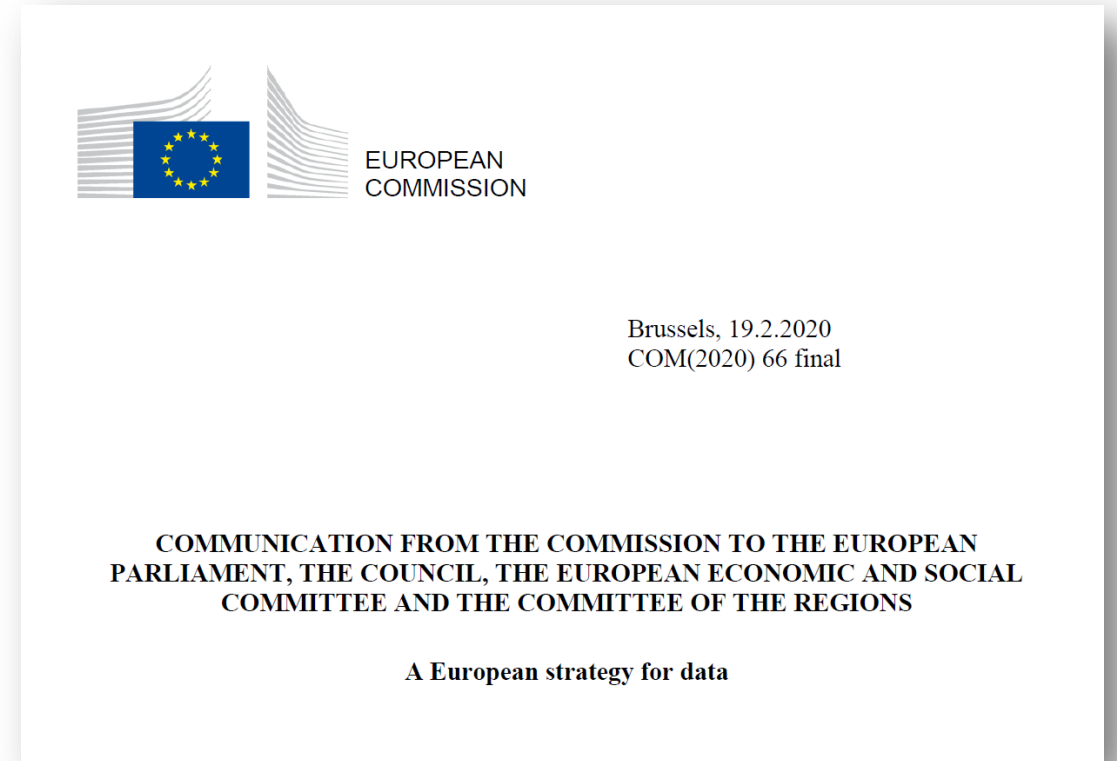 EUROPEAN
COMMISSION
Brussels, 19.2.2020
COM(2020) 66 final
COMMUNICATION FROM THE COMMISSION TO THE EUROPEAN
PARLIAMENT, THE COUNCIL, THE EUROPEAN ECONOMIC AND SOCIAL
COMMITTEE AND THE COMMITTEE OF THE REGIONS
A European strategy for data